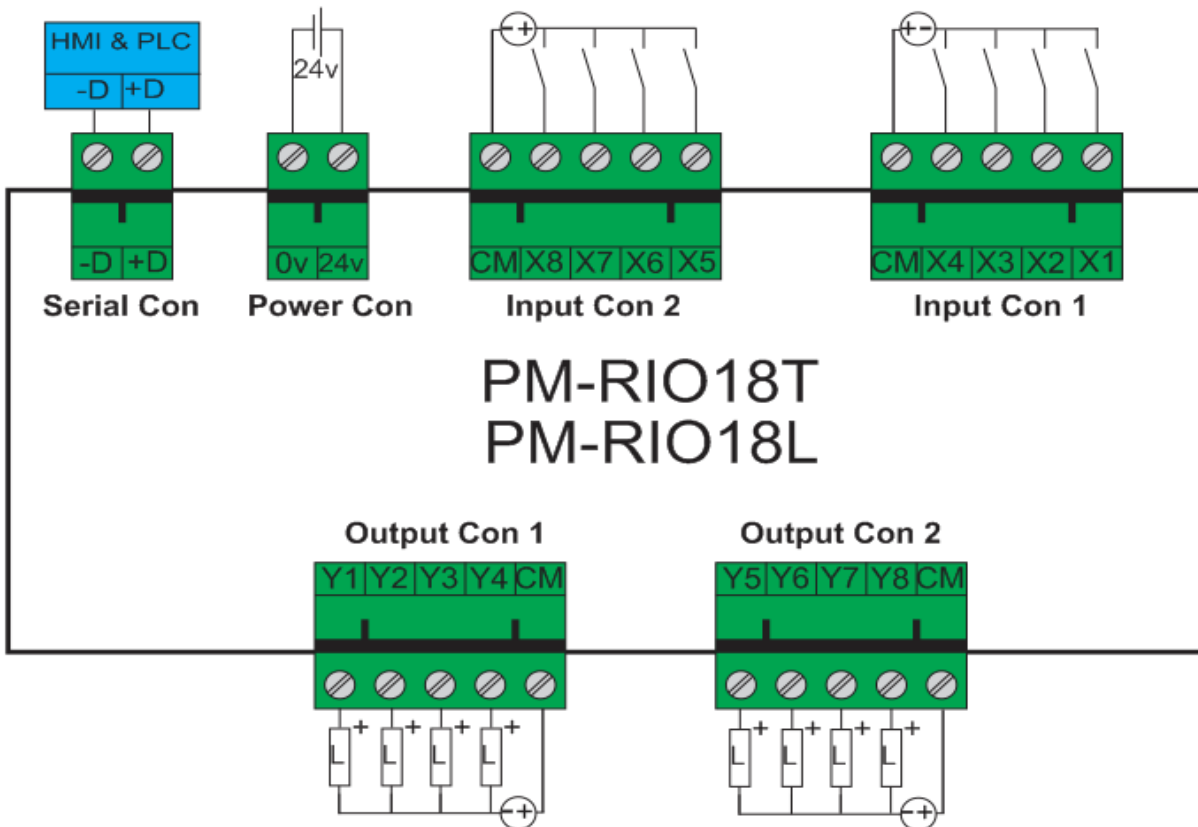 HMI & PLC
-D +D
24v
- +
+ -
-D +D
0v 24v
CM X8 X7 X6 X5
CM X4 X3 X2 X1
Serial Con
Power Con
Input Con 2
Input Con 1
PM-RIO18T
PM-RIO18L
Output Con 1
Output Con 2
Y1 Y2 Y3 Y4 CM
Y5 Y6 Y7 Y8 CM
+ + + +
L L L L
- +
+ + + +
L L L L
- +